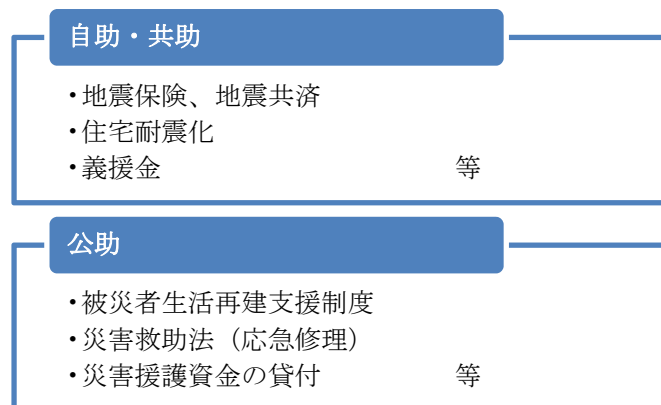 自助・共助
・地震保険、地震共済
・住宅耐震化
・義援金 等
公助
・被災者生活再建支援制度
・災害救助法（応急修理）
・災害援護資金の貸付 等